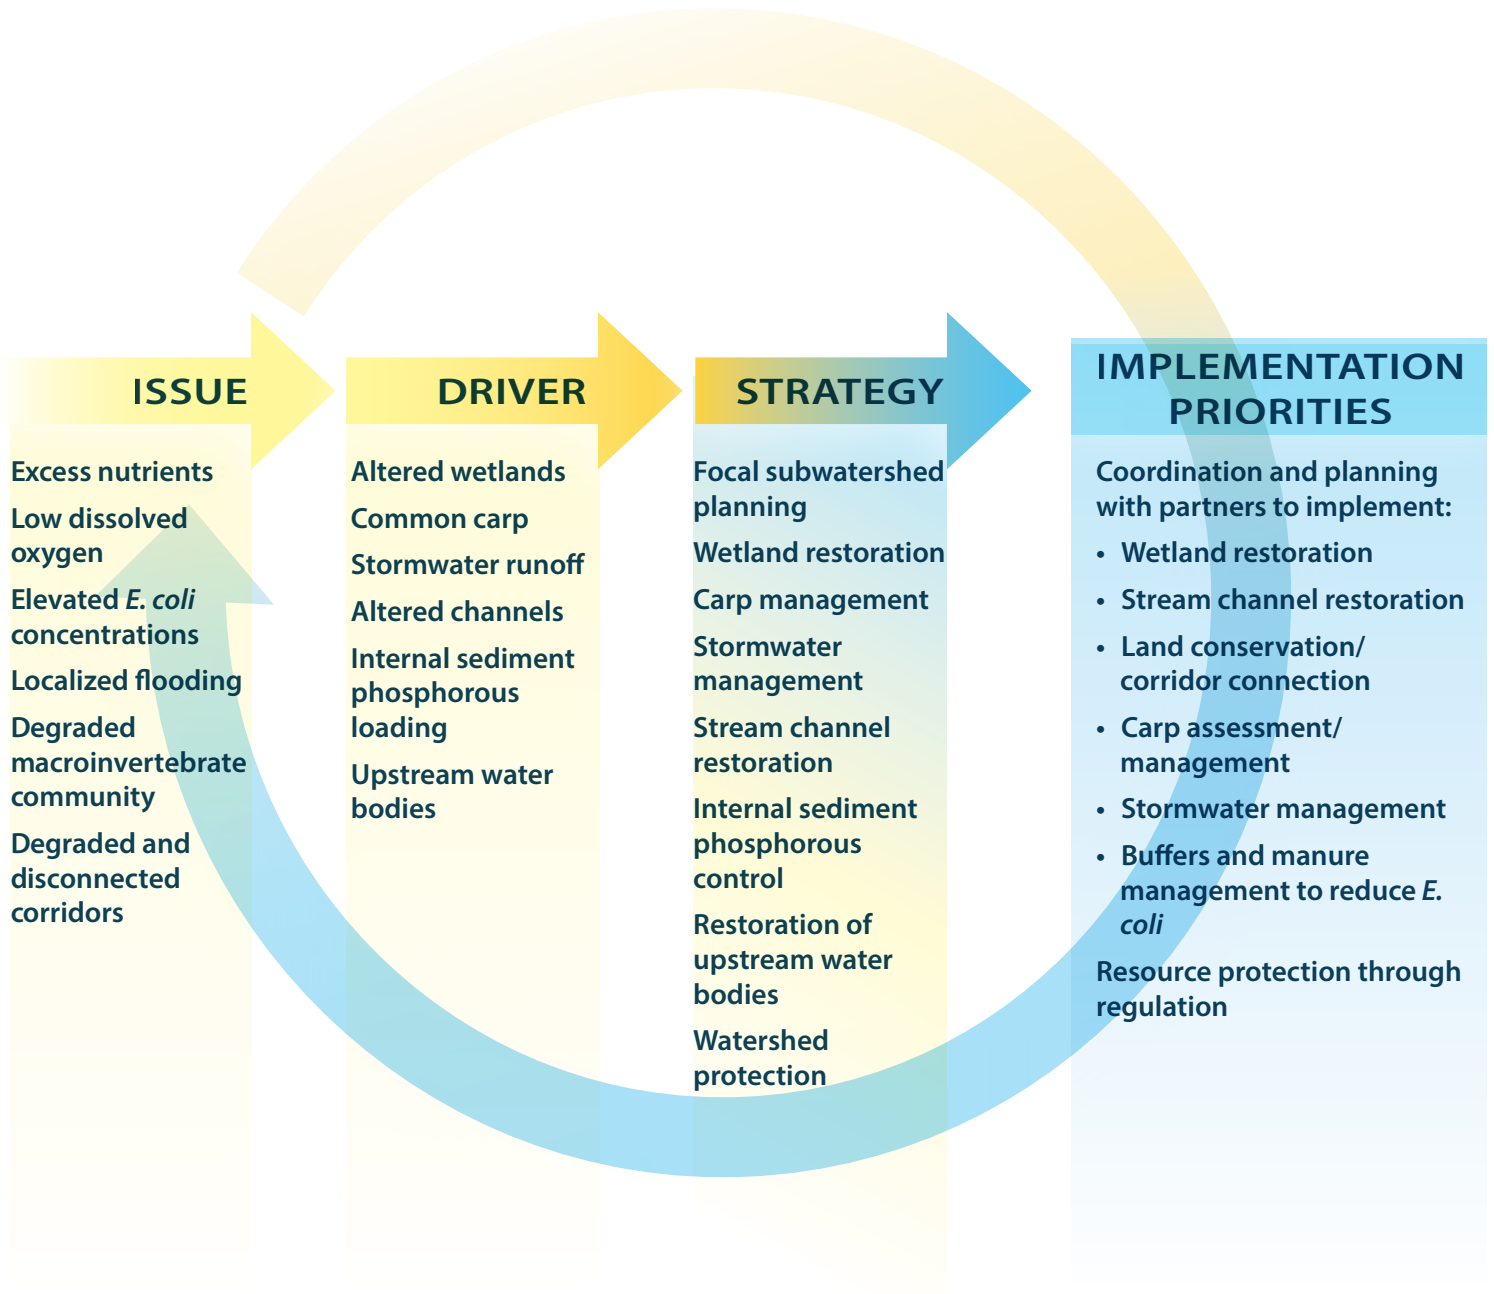 ISSUE
Excess nutrients
Low dissolved
oxygen
Elevated E. coli
concentrations
Localized flooding
Degraded
macroinvertebrate
community
Degraded and
disconnected
corridors
DRIVER
Altered wetlands
Common carp
Stormwater runoff
Altered channels
Internal sediment
phosphorous
loading
Upstream water
bodies
STRATEGY
Focal subwatershed
planning
Wetland restoration
Carp management
Stormwater
management
Stream channel
restoration
Internal sediment
phosphorous
control
Restoration of
upstream water
bodies
Watershed
protection
IMPLEMENTATION
PRIORITIES
Coordination and planning
with partners to implement:
• Wetland restoration
• Stream channel restoration
• Land conservation/
corridor connection
• Carp assessment/
management
• Stormwater management
• Buffers and manure
management to reduce E.
coli
Resource protection through
regulation